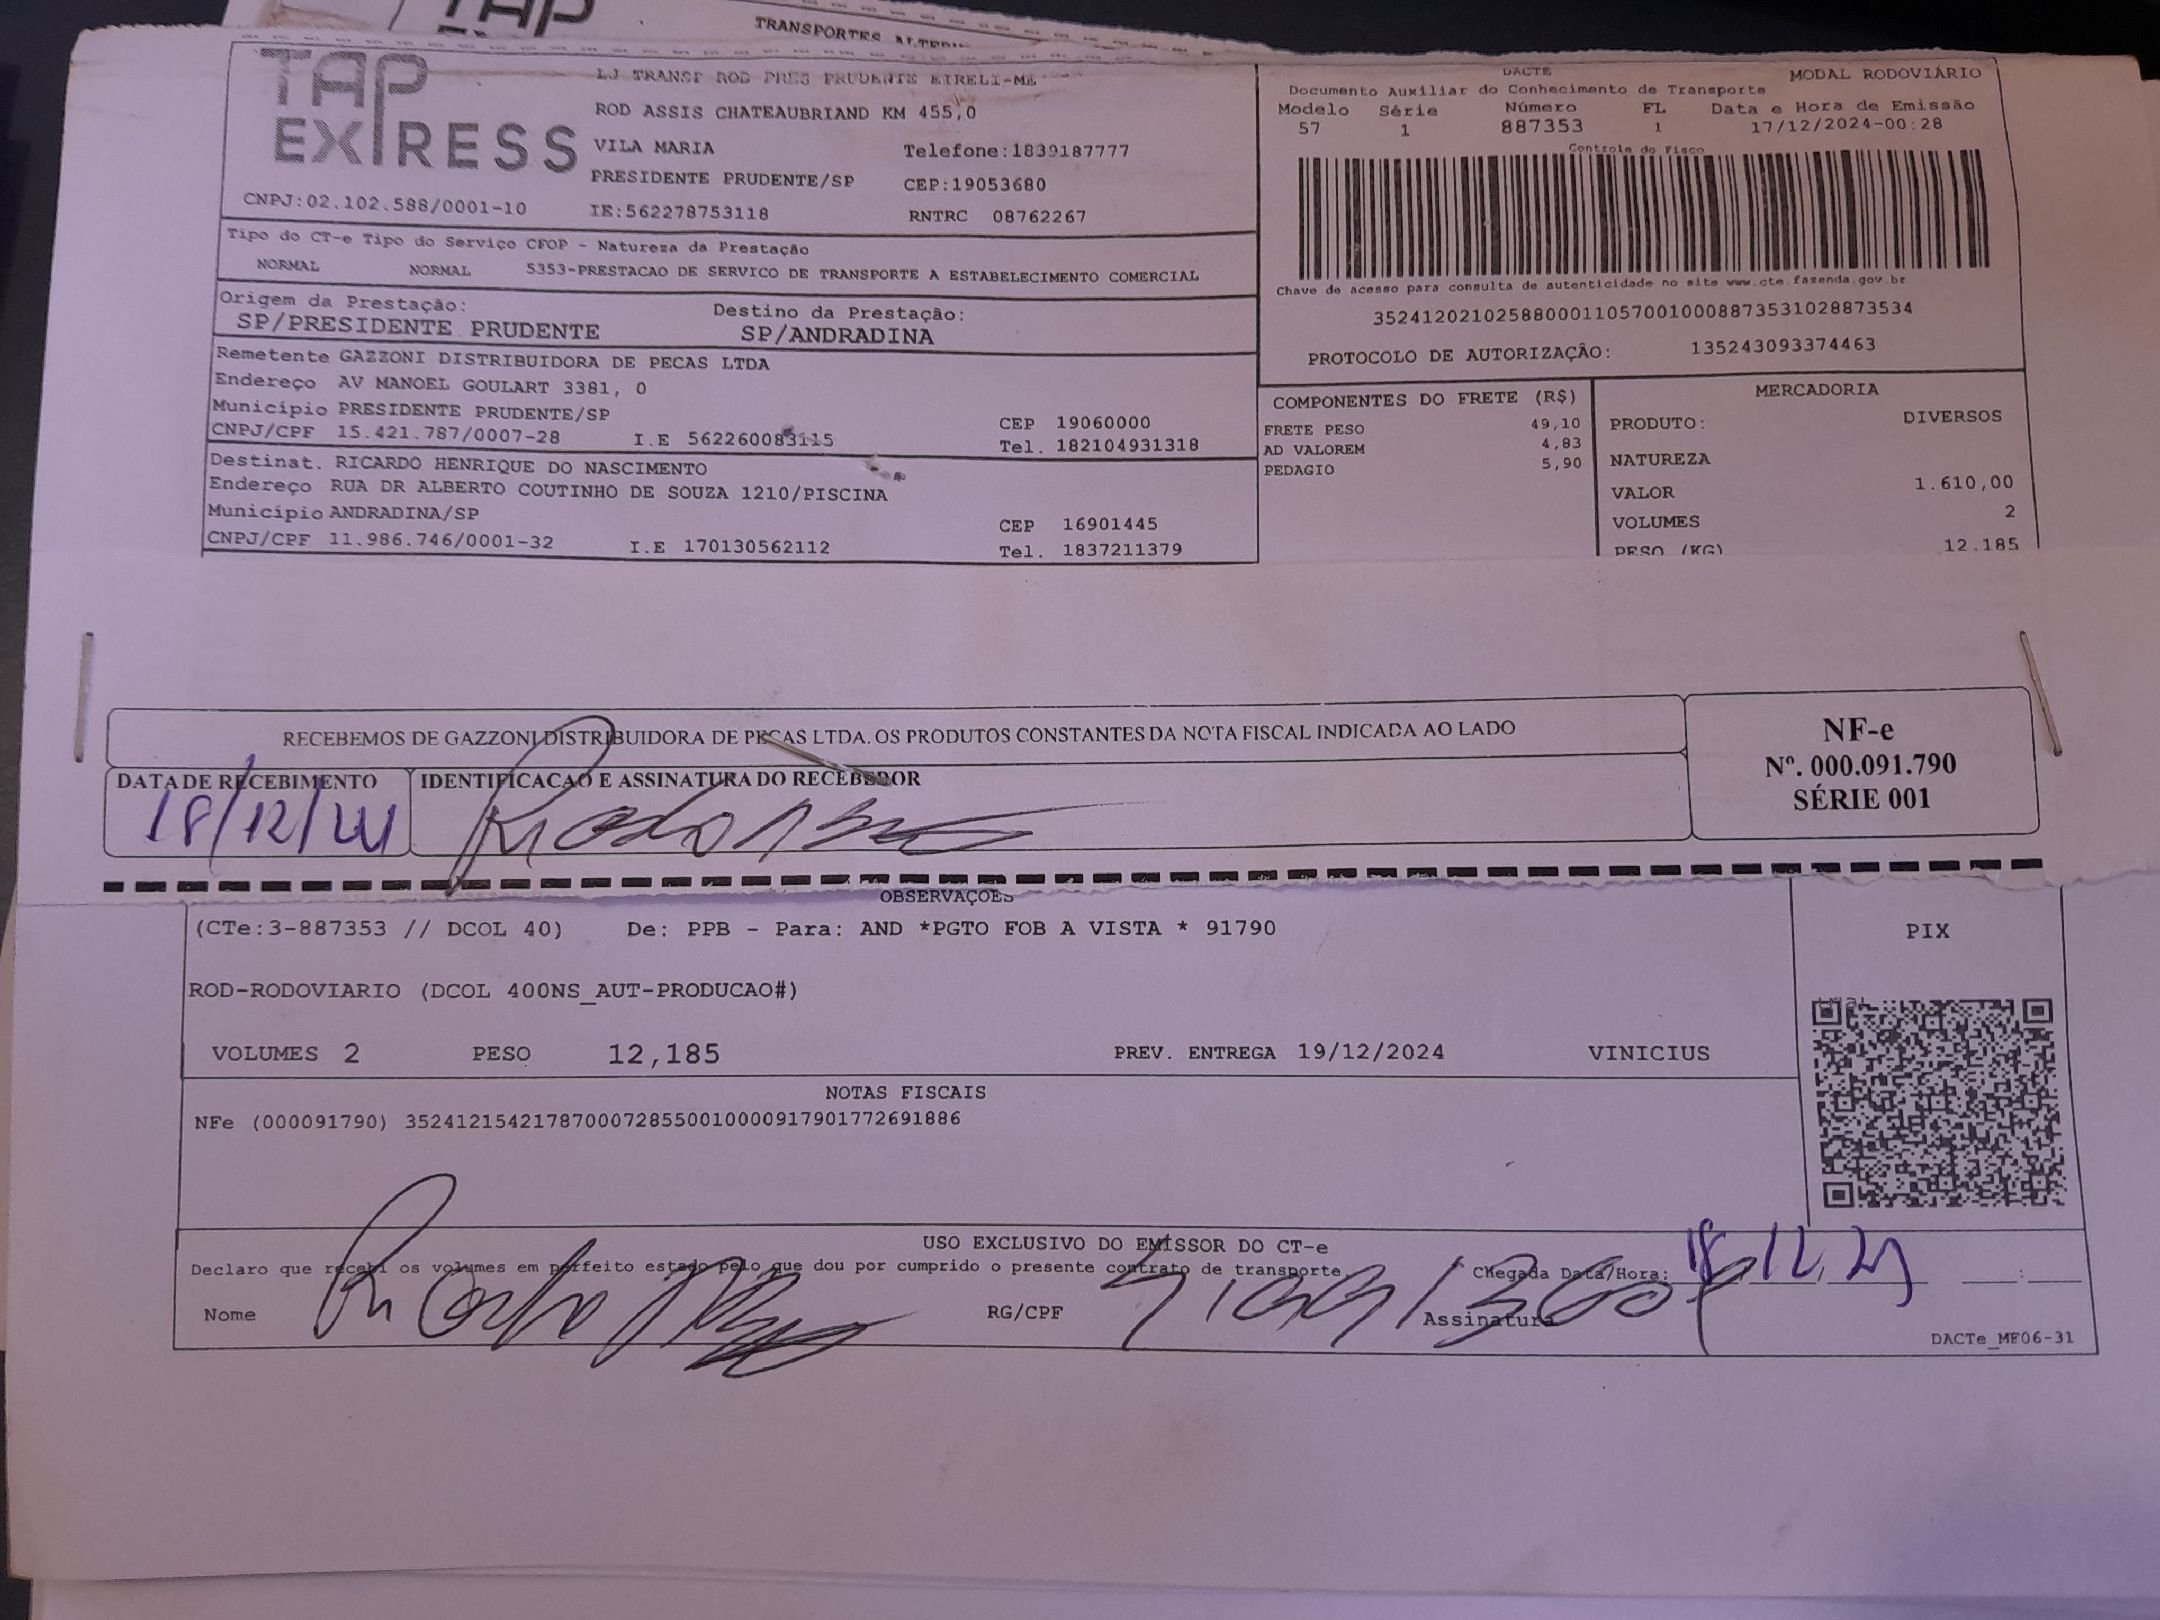 TAP
TRANSPORTES
TAP
EXPRESS
LJ TRANSP ROD PRES PRUDENTE EIRELI-ME
ROD ASSIS CHATEAUBRIAND KM 455,0
VILA MARIA Telefone:1839187777
PRESIDENTE PRUDENTE/SP CEP:19053680
CNPJ:02.102.588/0001-10 IE:562278753118 RNTRC 08762267
DACTE MODAL RODOVIÁRIO
Documento Auxiliar do Conhecimento de Transporte
Modelo Série Número FL Data e Hora de Emissão
57 1 887353 1 17/12/2024-00:28
Controle do Fisco
Chave de acesso para consulta de autenticidade no site www.cte.fazenda.gov.br
35241202102588000110570010008873531028873534
PROTOCOLO DE AUTORIZAÇÃO: 135243093374463
Tipo do CT-e Tipo do Serviço CFOP - Natureza da Prestação
NORMAL NORMAL 5353-PRESTACAO DE SERVICO DE TRANSPORTE A ESTABELECIMENTO COMERCIAL
Origem da Prestação: Destino da Prestação:
SP/PRESIDENTE PRUDENTE SP/ANDRADINA
Remetente GAZZONI DISTRIBUIDORA DE PECAS LTDA
Endereço AV MANOEL GOULART 3381, 0
Município PRESIDENTE PRUDENTE/SP CEP 19060000
CNPJ/CPF 15.421.787/0007-28 I.E 562260083115 Tel. 182104931318
Destinat. RICARDO HENRIQUE DO NASCIMENTO
Endereço RUA DR ALBERTO COUTINHO DE SOUZA 1210/PISCINA
Município ANDRADINA/SP CEP 16901445
CNPJ/CPF 11.986.746/0001-32 I.E 170130562112 Tel. 1837211379
COMPONENTES DO FRETE (R$)
FRETE PESO 49,10
AD VALOREM 4,83
PEDAGIO 5,90
MERCADORIA
PRODUTO: DIVERSOS
NATUREZA
VALOR 1.610,00
VOLUMES 2
PESO (KG) 12.185
RECEBEMOS DE GAZZONI DISTRIBUIDORA DE PECAS LTDA. OS PRODUTOS CONSTANTES DA NOTA FISCAL INDICADA AO LADO
DATA DE RECEBIMENTO IDENTIFICACAO E ASSINATURA DO RECEBEDOR
18/12/24
NF-e
Nº. 000.091.790
SÉRIE 001
OBSERVAÇOES
(CTe:3-887353 // DCOL 40) De: PPB - Para: AND *PGTO FOB A VISTA * 91790
ROD-RODOVIARIO (DCOL 400NS_AUT-PRODUCAO#)
VOLUMES 2 PESO 12,185 PREV. ENTREGA 19/12/2024 VINICIUS
PIX
NOTAS FISCAIS
NFe (000091790) 35241215421787000728550010000917901772691886
USO EXCLUSIVO DO EMISSOR DO CT-e
Declaro que recebi os volumes em perfeito estado pelo que dou por cumprido o presente contrato de transporte. Chegada Data/Hora: 18 12 24 :
Nome RG/CPF Assinatura
DACTe_MF06-31